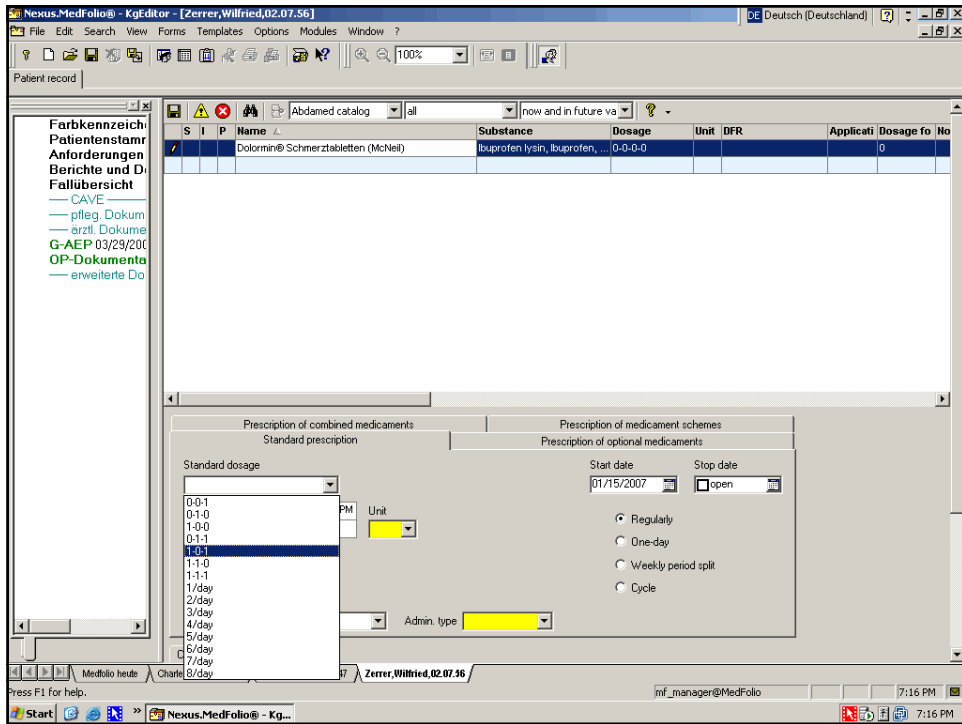 Nexus.MedFolio® - KgEditor - [Zerrer,Wilfried,02.07.56]
DE Deutsch (Deutschland)
File Edit Search View Forms Templates Options Modules Window ?
100%
Patient record
Abdamed catalog all now and in future va
S I P Name Substance Dosage Unit DFR Applicati Dosage fo No
Dolormin® Schmerztabletten (McNeil) Ibuprofen lysin, Ibuprofen, ... 0-0-0-0 0
Farbkennzeich
Patientenstamr
Anforderungen
Berichte und D
Fallübersicht
CAVE
pfleg. Dokum
ärztl. Dokume
G-AEP 03/29/200
OP-Dokumenta
erweiterte Do
Prescription of combined medicaments Prescription of medicament schemes
Standard prescription Prescription of optional medicaments
Standard dosage Start date Stop date
01/15/2007 open
0-0-1
0-1-0
1-0-0
0-1-1
1-0-1
1-1-0
1-1-1
1/day
2/day
3/day
4/day
5/day
6/day
7/day
8/day
PM Unit
Regularly
One-day
Weekly period split
Cycle
Admin. type
Medfolio heute Charle 47 Zerrer,Wilfried,02.07.56
Press F1 for help. mf_manager@MedFolio 7:16 PM
Start Nexus.MedFolio® - Kg... 7:16 PM